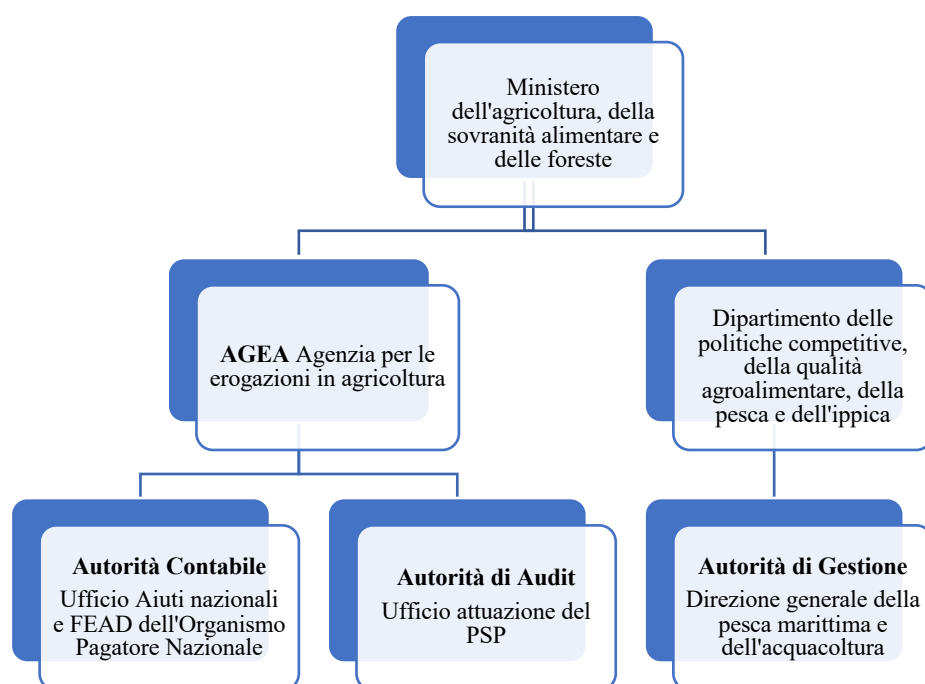 Ministero
dell'agricoltura, della
sovranità alimentare e
delle foreste
AGEA Agenzia per le
erogazioni in agricoltura
Dipartimento delle
politiche competitive,
della qualità
agroalimentare, della
pesca e dell'ippica
Autorità Contabile
Ufficio Aiuti nazionali
e FEAD dell'Organismo
Pagatore Nazionale
Autorità di Audit
Ufficio attuazione del
PSP
Autorità di Gestione
Direzione generale della
pesca marittima e
dell'acquacoltura